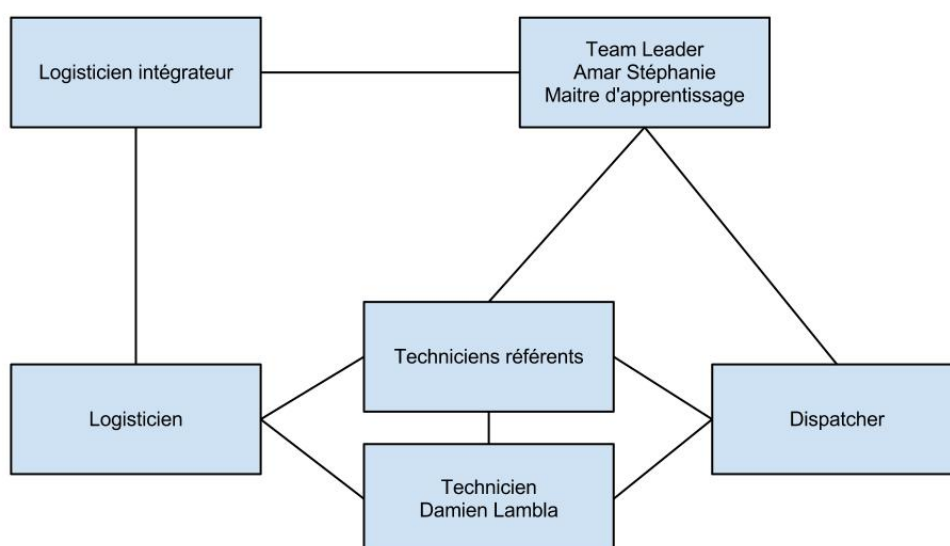 Logisticien intégrateur
Team Leader
Amar Stéphanie
Maitre d'apprentissage
Techniciens référents
Logisticien
Dispatcher
Technicien
Damien Lambla